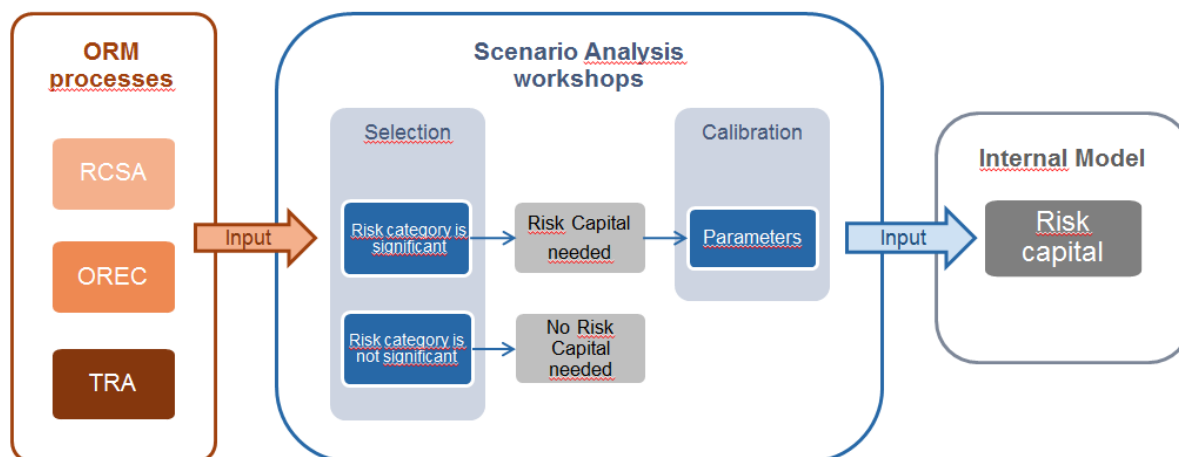 ORM
processes
RCSA
OREC
TRA
Input
Scenario Analysis
workshops
Selection
Risk category is
significant
Risk Capital
needed
Risk category is
not significant
No Risk
Capital
needed
Calibration
Parameters
Input
Internal Model
Risk
capital